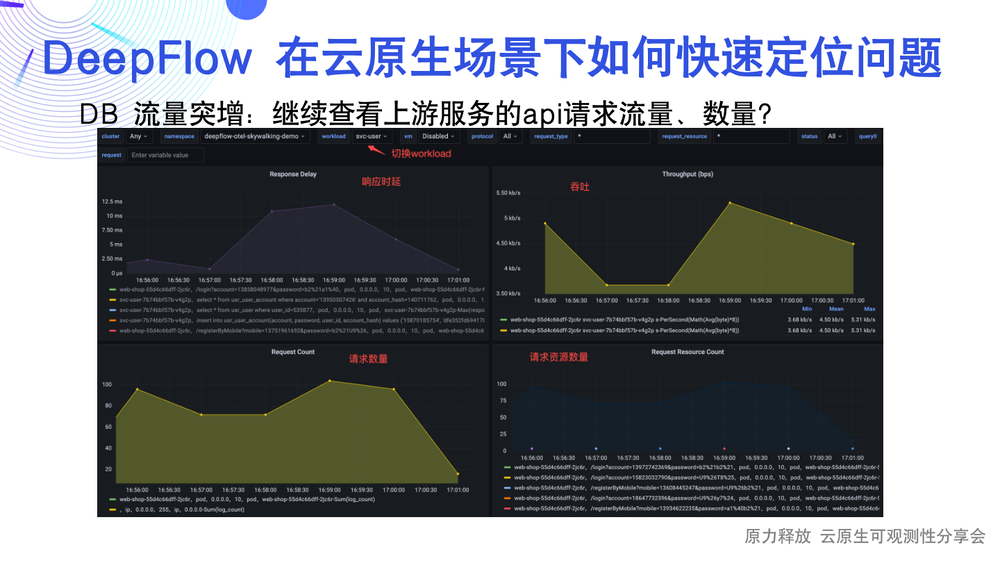 DeepFlow 在云原生场景下如何快速定位问题
DB 流量突增：继续查看上游服务的api请求流量、数量？
cluster Any namespace deepflow-otel-skywalking-demo workload svc-user vm Disabled protocol All request_type * request_resource * status All query5
request Enter variable value
切换workload
Response Delay
响应时延
12.5 ms
10 ms
7.50 ms
5 ms
2.50 ms
0 µs
16:56:00 16:56:30 16:57:00 16:57:30 16:58:00 16:58:30 16:59:00 16:59:30 17:00:00 17:00:30 17:01:00
web-shop-55d4c66dff-2jc6r, /login?account=13858048977&password=b2%21a1%40, pod, 0.0.0.0, 10, pod, web-shop-55d4c66dff-2jc6r-M
svc-user-7b74bbf57b-v4g2p, select * from usr_user_account where account='13950507426' and account_hash=140711762, pod, 0.0.0.0, 1
svc-user-7b74bbf57b-v4g2p, select * from usr_user where user_id=535877, pod, 0.0.0.0, 10, pod, svc-user-7b74bbf57b-v4g2p-Max(respo
svc-user-7b74bbf57b-v4g2p, insert into usr_user_account(account, password, user_id, account_hash) values ('15870185754',
web-shop-55d4c66dff-2jc6r, /registerByMobile?mobile=13751961692&password=b2%1U9%26, pod, 0.0.0.0, 10, pod, web-shop-55d4c66
Throughput (bps)
吞吐
5.50 kb/s
5 kb/s
4.50 kb/s
4 kb/s
3.50 kb/s
16:56:00 16:56:30 16:57:00 16:57:30 16:58:00 16:58:30 16:59:00 16:59:30 17:00:00 17:00:30 17:01:00
Min Mean Max
web-shop-55d4c66dff-2jc6r svc-user-7b74bbf57b-v4g2p s-PerSecond(Math(Avg(byte)*8)) 3.68 kb/s 4.50 kb/s 5.31 kb/s
web-shop-55d4c66dff-2jc6r svc-user-7b74bbf57b-v4g2p s-PerSecond(Math(Avg(byte)*8)) 3.68 kb/s 4.50 kb/s 5.31 kb/s
Request Count
请求数量
100
80
60
40
20
16:56:00 16:56:30 16:57:00 16:57:30 16:58:00 16:58:30 16:59:00 16:59:30 17:00:00 17:00:30 17:01:00
web-shop-55d4c66dff-2jc6r, pod, 0.0.0.0, 10, pod, web-shop-55d4c66dff-2jc6r-Sum(log_count)
, ip, 0.0.0.0, 255, ip, 0.0.0.0-Sum(log_count)
Request Resource Count
请求资源数量
100
75
50
25
0
16:56:00 16:56:30 16:57:00 16:57:30 16:58:00 16:58:30 16:59:00 16:59:30 17:00:00 17:00:30 17:01:00
web-shop-55d4c66dff-2jc6r, /login?account=13972742369&password=b2%21b2%21, pod, 0.0.0.0, 10, pod, web-shop-55d4c66dff-2jc6r-S
web-shop-55d4c66dff-2jc6r, /login?account=15823032790&password=U9%26T8%25, pod, 0.0.0.0, 10, pod, web-shop-55d4c66dff-2jc6r-
web-shop-55d4c66dff-2jc6r, /registerByMobile?mobile=13608445247&password=U9%26b2%21, pod, 0.0.0.0, 10, pod, web-shop-55d4c66d
web-shop-55d4c66dff-2jc6r, /login?account=18647732396&password=U9%26y7%24, pod, 0.0.0.0, 10, pod, web-shop-55d4c66dff-2jc6r-S
web-shop-55d4c66dff-2jc6r, /registerByMobile?mobile=13934622235&password=a1%40b2%21, pod, 0.0.0.0, 10, pod, web-shop-55d4c66d
原力释放 云原生可观测性分享会